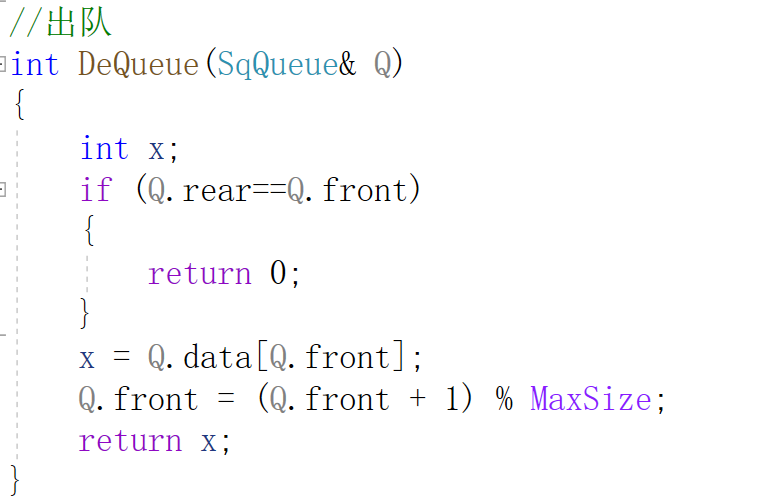 //出队
int DeQueue(SqQueue& Q)
{
    int x;
    if (Q.rear==Q.front)
    {
        return 0;
    }
    x = Q.data[Q.front];
    Q.front = (Q.front + 1) % MaxSize;
    return x;
}